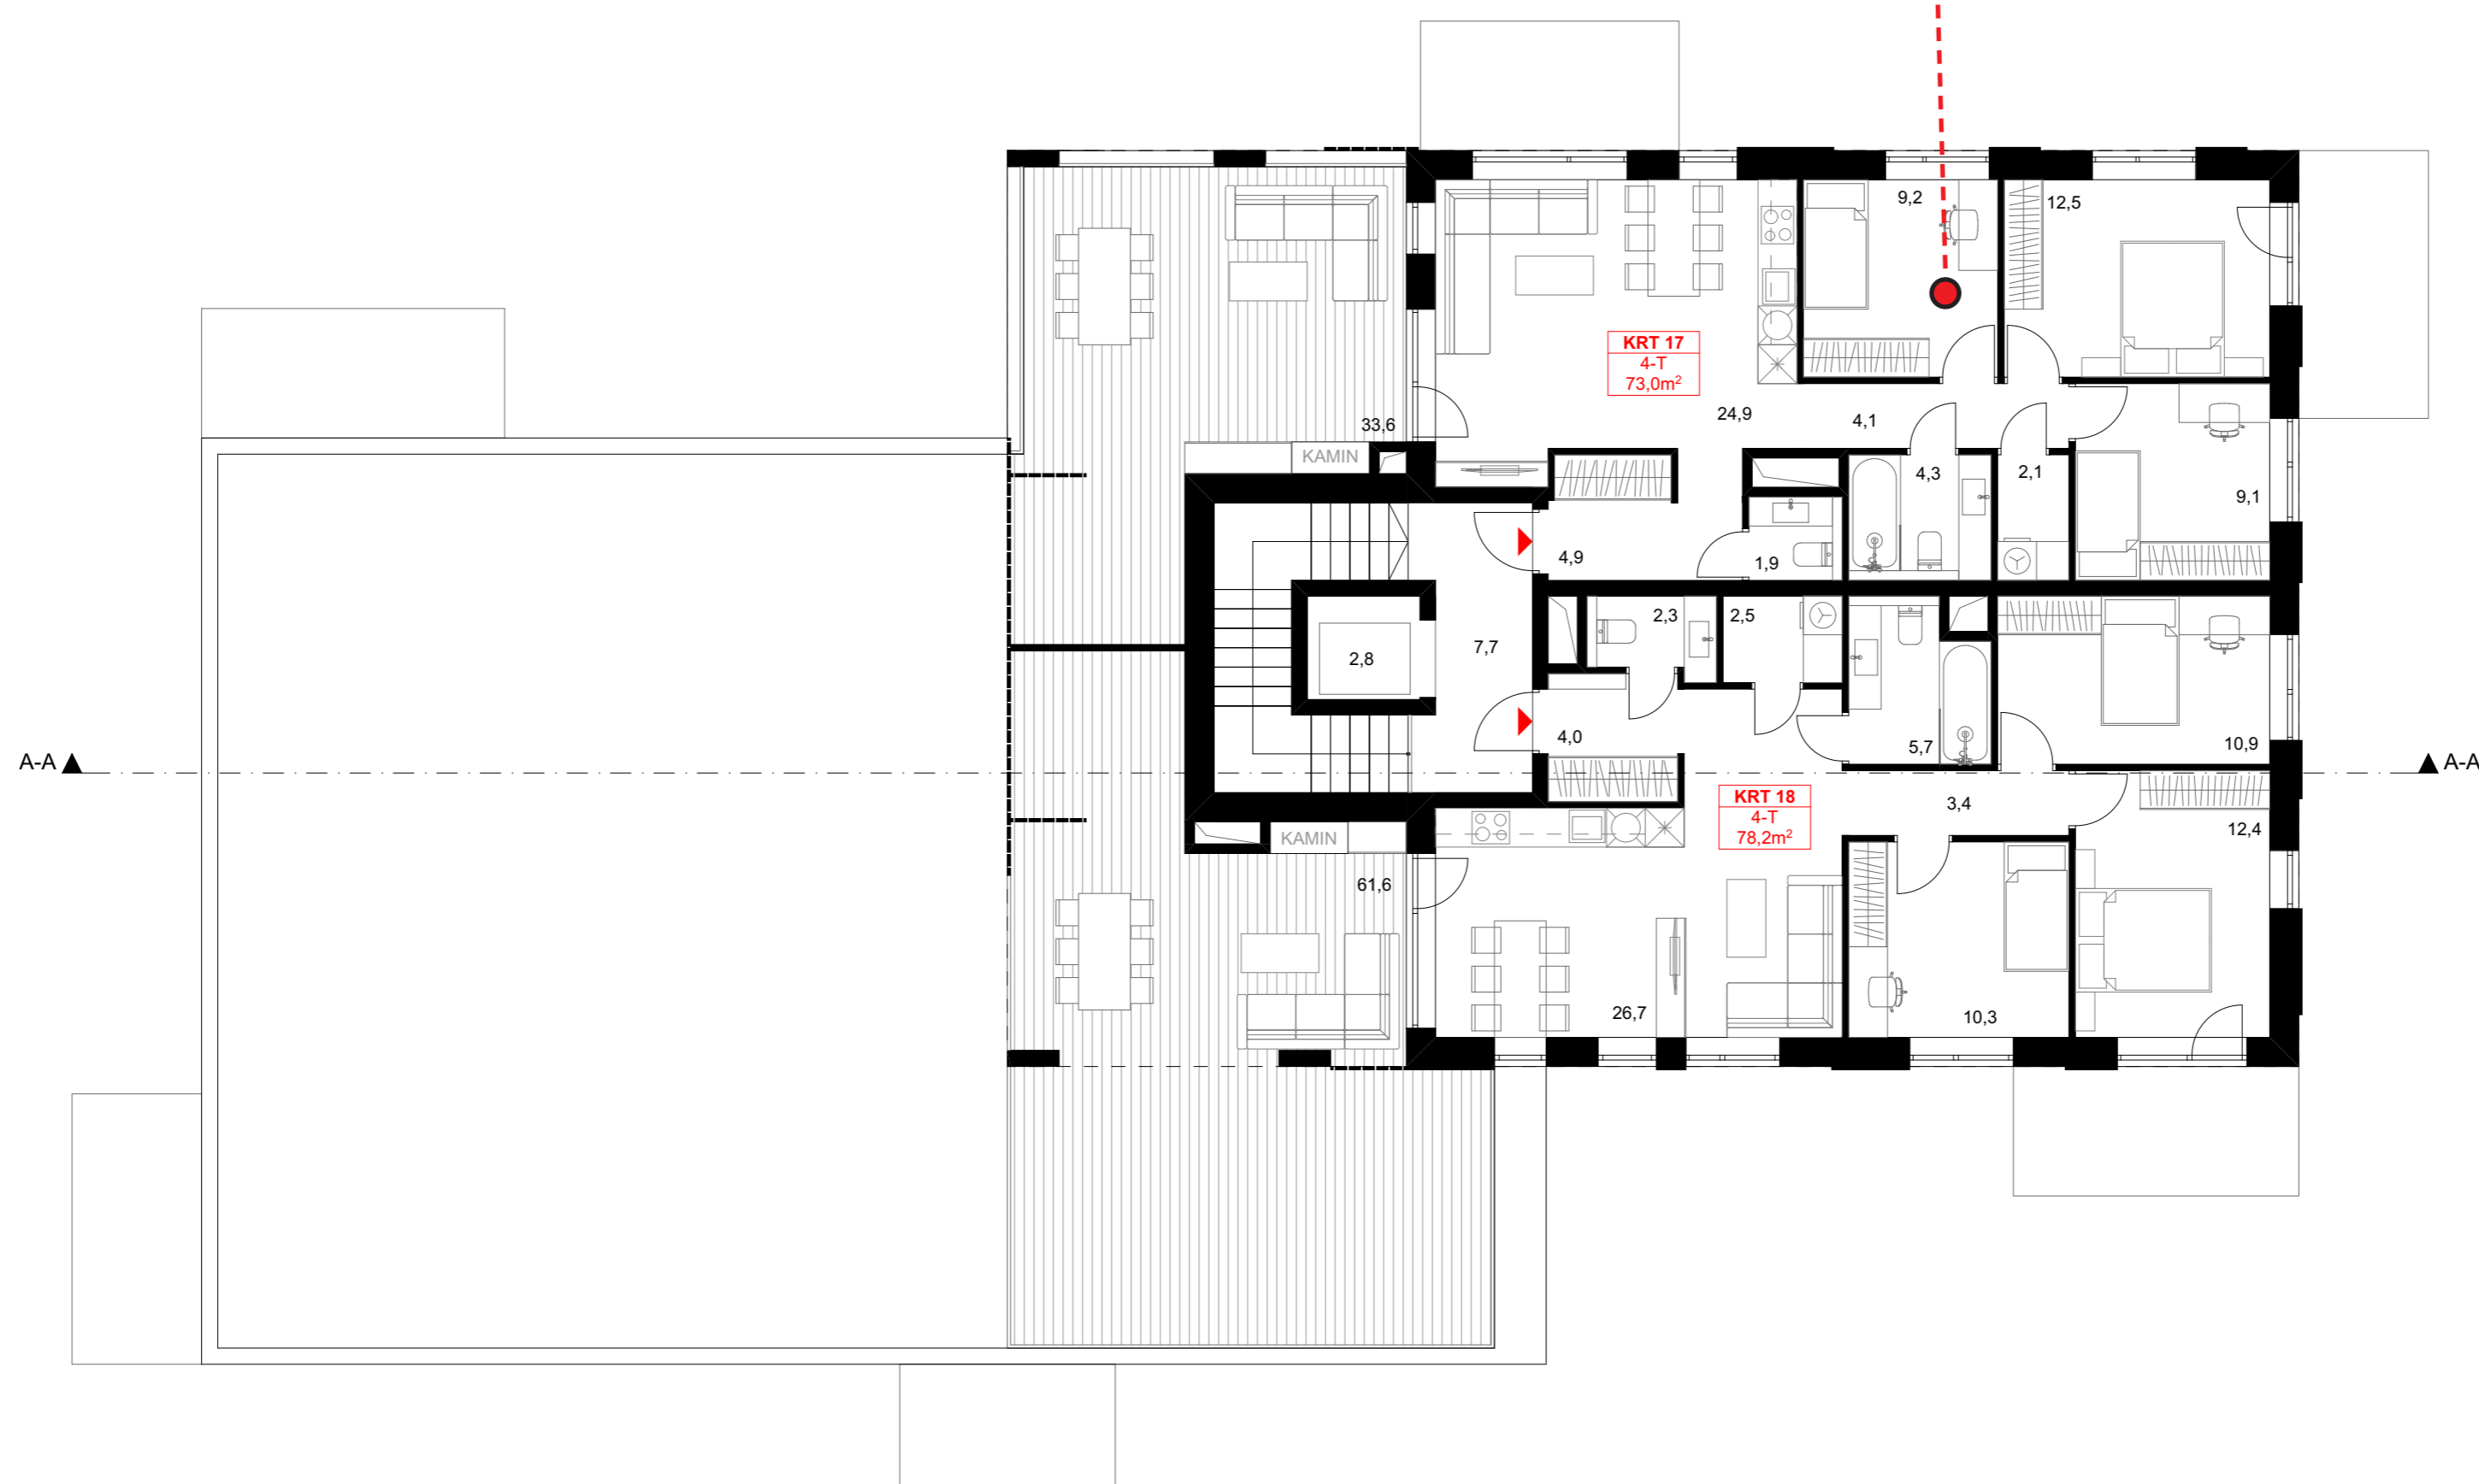 9,2
12,5
KRT 17
4-T
73,0m²
24,9
4,1
33,6
KAMIN
4,3
2,1
9,1
4,9
1,9
2,3
2,5
7,7
2,8
4,0
5,7
10,9
A-A
A-A
KRT 18
4-T
78,2m²
3,4
12,4
KAMIN
61,6
26,7
10,3